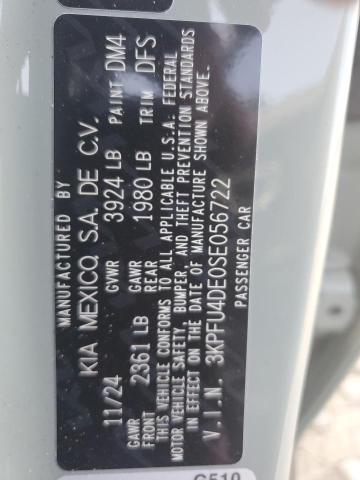 MANUFACTURED BY
KIA MEXICO, S.A. DE C.V.
11/24 GVWR 3924 LB PAINT DM4
GAWR FRONT 2361 LB GAWR REAR 1980 LB TRIM DFS
THIS VEHICLE CONFORMS TO ALL APPLICABLE U.S.A. FEDERAL
MOTOR VEHICLE SAFETY, BUMPER, AND THEFT PREVENTION STANDARDS
IN EFFECT ON THE DATE OF MANUFACTURE SHOWN ABOVE.
V.I.N. 3KPFU4DE0SE056722
PASSENGER CAR
G510